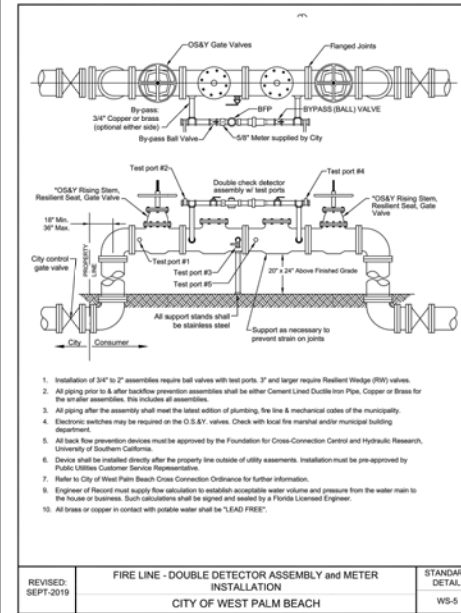 OS&Y Gate Valves
Flanged Joints
By-pass:
3/4" Copper or brass
(optional either side)
BFP
BYPASS (BALL) VALVE
By-pass Ball Valve
5/8" Meter supplied by City
Test port #2
Double check detector
assembly w/ test ports
Test port #4
"OS&Y Rising Stem,
Resilient Seat, Gate Valve
"OS&Y Rising Stem,
Resilient Seat, Gate
Valve
18" Min.
36" Max.
PROPERTY
LINE
City control
gate valve
Test port #1
Test port #3
Test port #5
20" x 24" Above Finished Grade
All support stands shall
be stainless steel
Support as necessary to
prevent strain on joints
City
Consumer
1. Installation of 3/4" to 2" assemblies require ball valves with test ports. 3" and larger require Resilient Wedge (RW) valves.
2. All piping prior to & after backflow prevention assemblies shall be either Cement Lined Ductile Iron Pipe, Copper or Brass for
the smaller assemblies. this includes all assemblies.
3. All piping after the assembly shall meet the latest edition of plumbing, fire line & mechanical codes of the municipality.
4. Electronic switches may be required on the O.S.&Y. valves. Check with local fire marshal and/or municipal building
department.
5. All back flow prevention devices must be approved by the Foundation for Cross-Connection Control and Hydraulic Research,
University of Southern California.
6. Device shall be installed directly after the property line outside of utility easements. Installation must be pre-approved by
Public Utilities Customer Service Representative.
7. Refer to City of West Palm Beach Cross Connection Ordinance for further details.
9. Engineer of Record must supply flow calculation to establish acceptable water volume and pressure from the water main to
the house or business. Such calculations shall be signed and sealed by a Florida Licensed Engineer.
10. All brass or copper in contact with potable water shall be "LEAD FREE".
REVISED:
SEPT-2019
FIRE LINE - DOUBLE DETECTOR ASSEMBLY and METER
INSTALLATION
CITY OF WEST PALM BEACH
STANDARD
DETAIL
WS-5